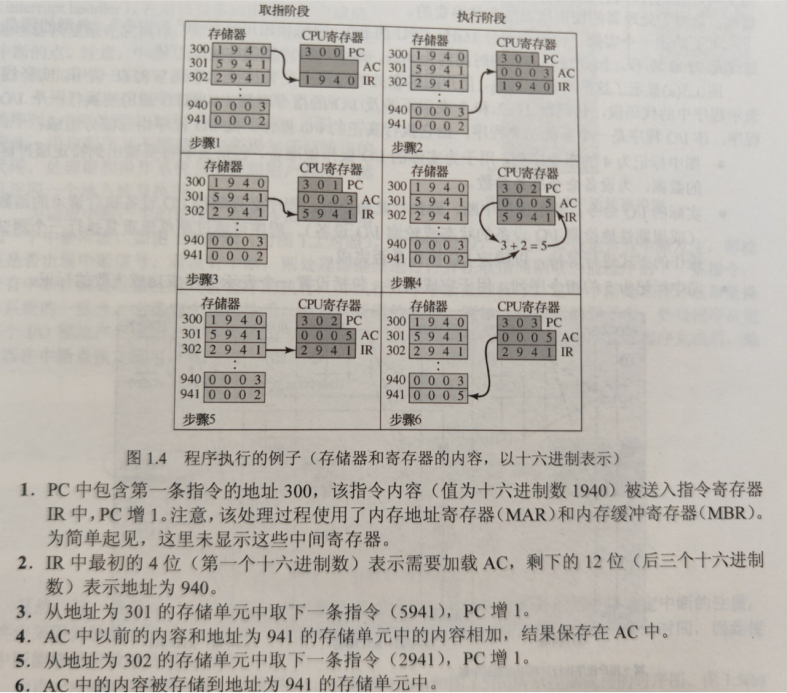 取指阶段 执行阶段
存储器 CPU寄存器
300 1 9 4 0 3 0 0 PC
301 5 9 4 1 AC
302 2 9 4 1 1 9 4 0 IR
940 0 0 0 3
941 0 0 0 2
步骤1
存储器 CPU寄存器
300 1 9 4 0 3 0 1 PC
301 5 9 4 1 0 0 0 3 AC
302 2 9 4 1 1 9 4 0 IR
940 0 0 0 3
941 0 0 0 2
步骤2
存储器 CPU寄存器
300 1 9 4 0 3 0 1 PC
301 5 9 4 1 0 0 0 3 AC
302 2 9 4 1 5 9 4 1 IR
940 0 0 0 3
941 0 0 0 2
步骤3
存储器 CPU寄存器
300 1 9 4 0 3 0 2 PC
301 5 9 4 1 0 0 0 5 AC
302 2 9 4 1 5 9 4 1 IR
940 0 0 0 3 3+2=5
941 0 0 0 2
步骤4
存储器 CPU寄存器
300 1 9 4 0 3 0 2 PC
301 5 9 4 1 0 0 0 5 AC
302 2 9 4 1 2 9 4 1 IR
940 0 0 0 3
941 0 0 0 2
步骤5
存储器 CPU寄存器
300 1 9 4 0 3 0 3 PC
301 5 9 4 1 0 0 0 5 AC
302 2 9 4 1 2 9 4 1 IR
940 0 0 0 3
941 0 0 0 5
步骤6
图 1.4 程序执行的例子（存储器和寄存器的内容，以十六进制表示）
1. PC 中包含第一条指令的地址 300，该指令内容（值为十六进制数 1940）被送入指令寄存器
IR 中，PC 增 1。注意，该处理过程使用了内存地址寄存器（MAR）和内存缓冲寄存器（MBR）。
为简单起见，这里未显示这些中间寄存器。
2. IR 中最初的 4 位（第一个十六进制数）表示需要加载 AC，剩下的 12 位（后三个十六进制
数）表示地址为 940。
3. 从地址为 301 的存储单元中取下一条指令（5941），PC 增 1。
4. AC 中以前的内容和地址为 941 的存储单元中的内容相加，结果保存在 AC 中。
5. 从地址为 302 的存储单元中取下一条指令（2941），PC 增 1。
6. AC 中的内容被存储到地址为 941 的存储单元中。